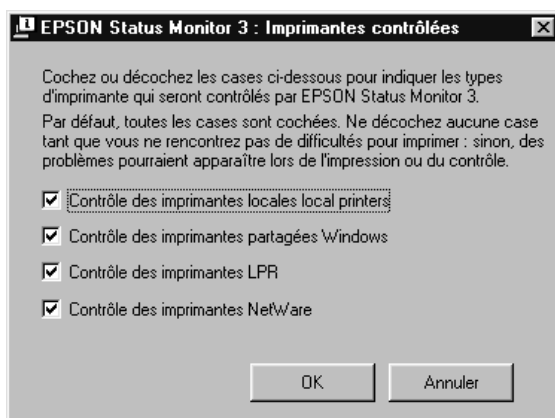 EPSON Status Monitor 3 : Imprimantes contrôlées
Cochez ou décochez les cases ci-dessous pour indiquer les types
d'imprimante qui seront contrôlés par EPSON Status Monitor 3.
Par défaut, toutes les cases sont cochées. Ne décochez aucune case
tant que vous ne rencontrez pas de difficultés pour imprimer : sinon, des
problèmes pourraient apparaître lors de l'impression ou du contrôle.
Contrôle des imprimantes locales local printers
Contrôle des imprimantes partagées Windows
Contrôle des imprimantes LPR
Contrôle des imprimantes NetWare
OK
Annuler